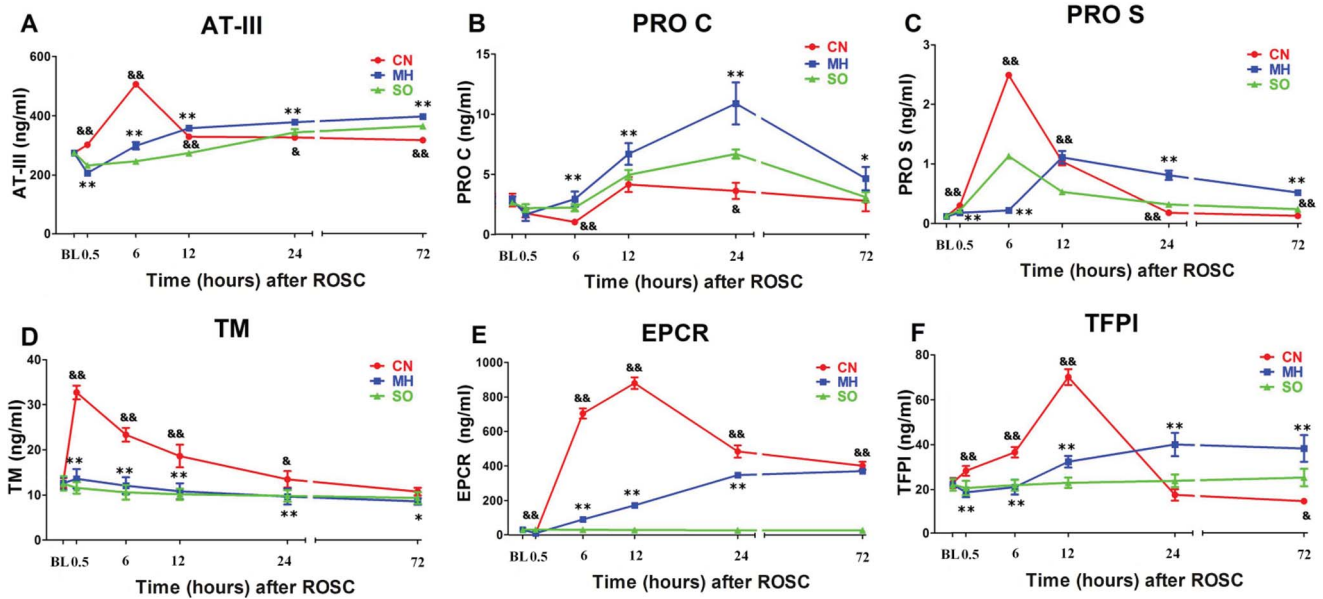 A
AT-III
CN
MH
SO
AT-III (ng/ml)
600
400
200
0
&&
&&
**
**
**
&&
**
&
**
&&
BL 0.5 6 12 24 72
Time (hours) after ROSC
B
PRO C
CN
MH
SO
PRO C (ng/ml)
15
10
5
0
**
&&
**
**
&
*
BL 0.5 6 12 24 72
Time (hours) after ROSC
C
PRO S
CN
MH
SO
PRO S (ng/ml)
3
2
1
0
&&
**
&&
**
&&
**
&&
**
&&
BL 0.5 6 12 24 72
Time (hours) after ROSC
D
TM
CN
MH
SO
TM (ng/ml)
40
30
20
10
0
&&
**
&&
**
&&
**
&
**
*
BL 0.5 6 12 24 72
Time (hours) after ROSC
E
EPCR
CN
MH
SO
EPCR (ng/ml)
1000
800
600
400
200
0
&&
&&
**
&&
**
&&
**
&&
BL 0.5 6 12 24 72
Time (hours) after ROSC
F
TFPI
CN
MH
SO
TFPI (ng/ml)
80
60
40
20
0
&&
**
&&
**
&&
**
**
**
&
BL 0.5 6 12 24 72
Time (hours) after ROSC